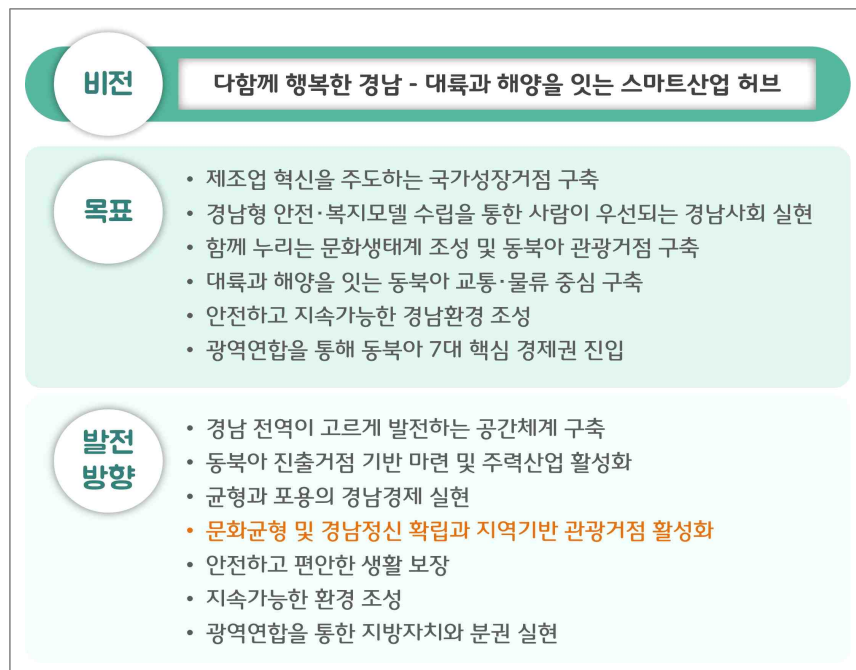 비전
다함께 행복한 경남 - 대륙과 해양을 잇는 스마트산업 허브
목표
• 제조업 혁신을 주도하는 국가성장거점 구축
• 경남형 안전·복지모델 수립을 통한 사람이 우선되는 경남사회 실현
• 함께 누리는 문화생태계 조성 및 동북아 관광거점 구축
• 대륙과 해양을 잇는 동북아 교통·물류 중심 구축
• 안전하고 지속가능한 경남환경 조성
• 광역연합을 통해 동북아 7대 핵심 경제권 진입
발전
방향
• 경남 전역이 고르게 발전하는 공간체계 구축
• 동북아 진출거점 기반 마련 및 주력산업 활성화
• 균형과 포용의 경남경제 실현
• 문화균형 및 경남정신 확립과 지역기반 관광거점 활성화
• 안전하고 편안한 생활 보장
• 지속가능한 환경 조성
• 광역연합을 통한 지방자치와 분권 실현